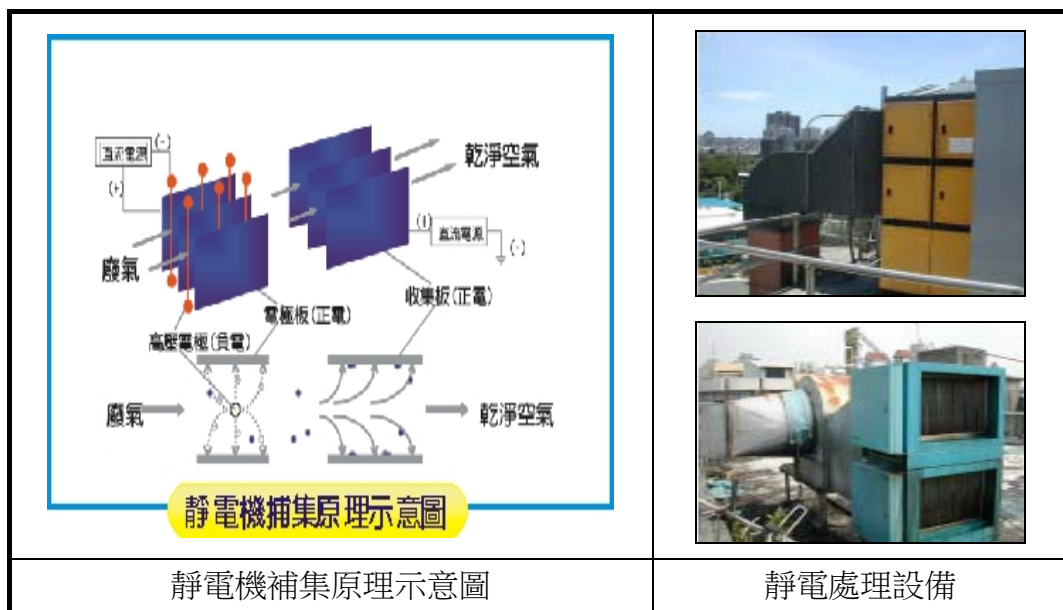 直流電源
(-)
(+)
乾淨空氣
(+)
直流電源
(-)
廢氣
收集板(正電)
電極板(正電)
高壓電極(負電)
廢氣
乾淨空氣
靜電機捕集原理示意圖
靜電機補集原理示意圖
靜電處理設備